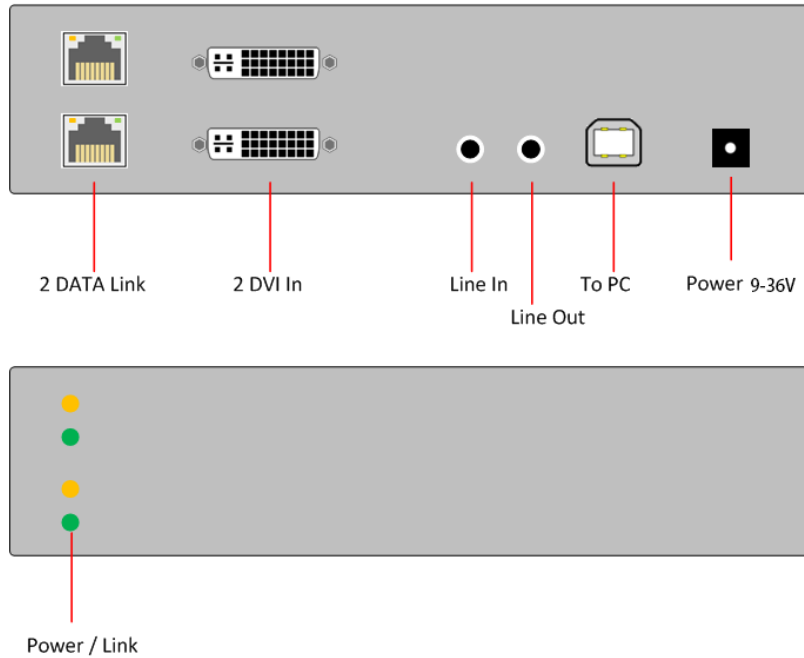 2 DATA Link
2 DVI In
Line In
Line Out
To PC
Power 9-36V
Power / Link